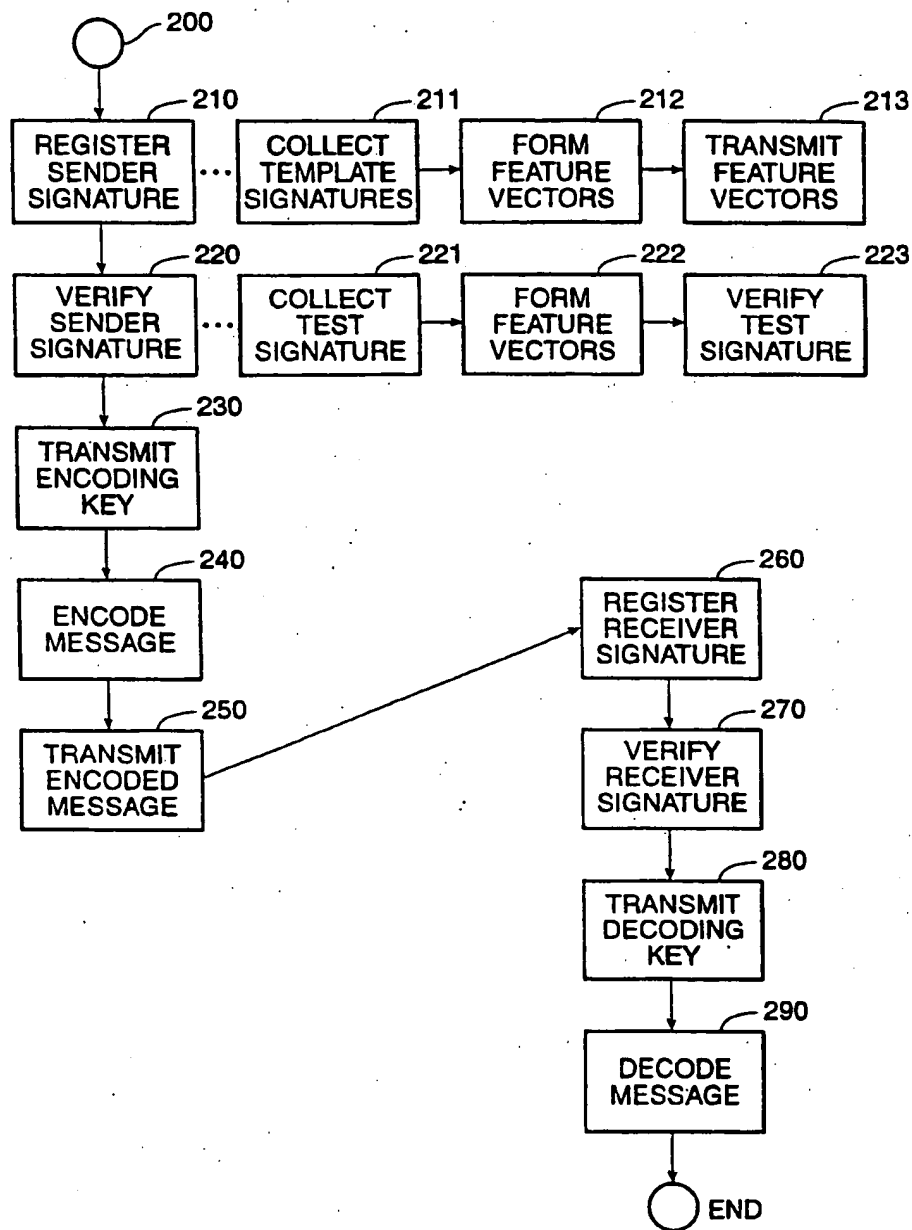 200
210
REGISTER
SENDER
SIGNATURE
211
COLLECT
TEMPLATE
SIGNATURES
212
FORM
FEATURE
VECTORS
213
TRANSMIT
FEATURE
VECTORS
220
VERIFY
SENDER
SIGNATURE
221
COLLECT
TEST
SIGNATURE
222
FORM
FEATURE
VECTORS
223
VERIFY
TEST
SIGNATURE
230
TRANSMIT
ENCODING
KEY
240
ENCODE
MESSAGE
250
TRANSMIT
ENCODED
MESSAGE
260
REGISTER
RECEIVER
SIGNATURE
270
VERIFY
RECEIVER
SIGNATURE
280
TRANSMIT
DECODING
KEY
290
DECODE
MESSAGE
END